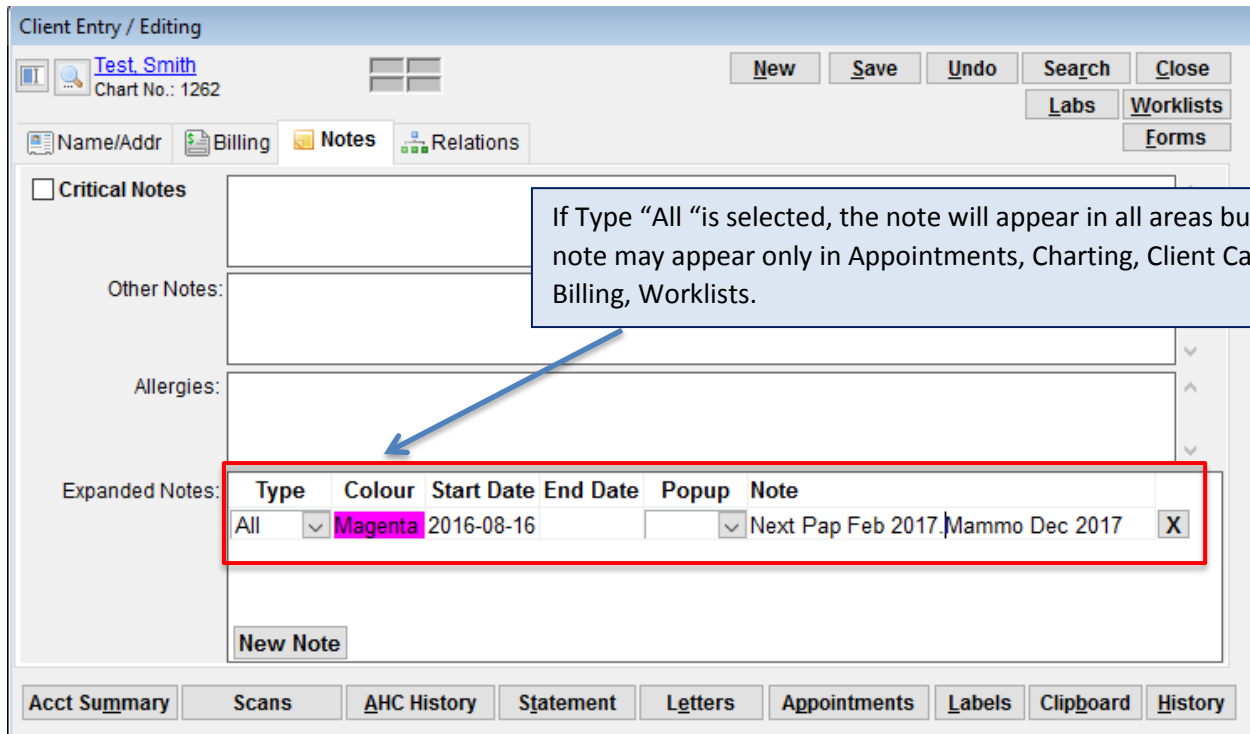 Client Entry / Editing
Test, Smith
Chart No.: 1262
New Save Undo Search Close
Labs Worklists
Forms
Name/Addr Billing Notes Relations
Critical Notes
If Type “All “is selected, the note will appear in all areas bu
note may appear only in Appointments, Charting, Client Ca
Billing, Worklists.
Other Notes:
Allergies:
Expanded Notes: Type Colour Start Date End Date Popup Note
All Magenta 2016-08-16 Next Pap Feb 2017.Mammo Dec 2017 X
New Note
Acct Summary Scans AHC History Statement Letters Appointments Labels Clipboard History